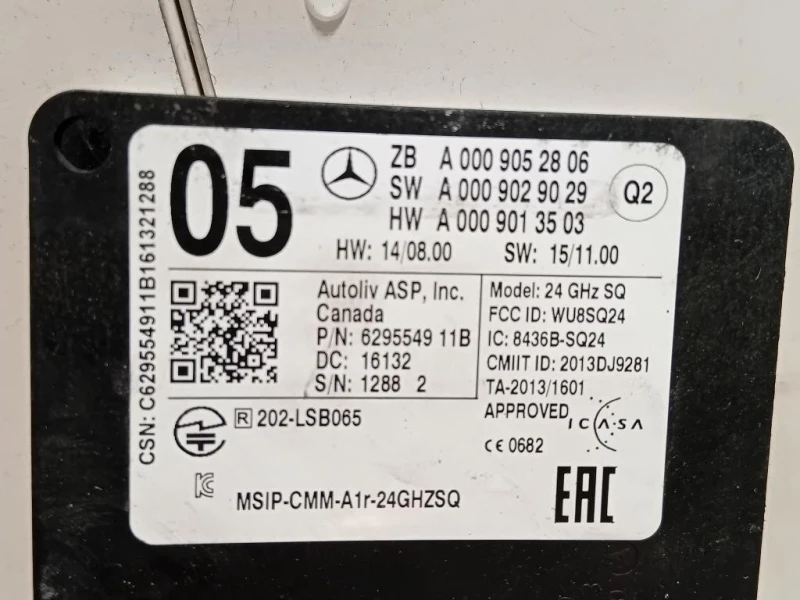 05
ZB A 000 905 28 06
SW A 000 902 90 29
HW A 000 901 35 03
Q2
HW: 14/08.00 SW: 15/11.00
CSN: C629554911B161321288
Autoliv ASP, Inc.
Canada
P/N: 6295549 11B
DC: 16132
S/N: 1288 2
Model: 24 GHz SQ
FCC ID: WU8SQ24
IC: 8436B-SQ24
CMIIT ID: 2013DJ9281
TA-2013/1601
APPROVED
ICASA
R 202-LSB065
CE 0682
MSIP-CMM-A1r-24GHZSQ
EAC